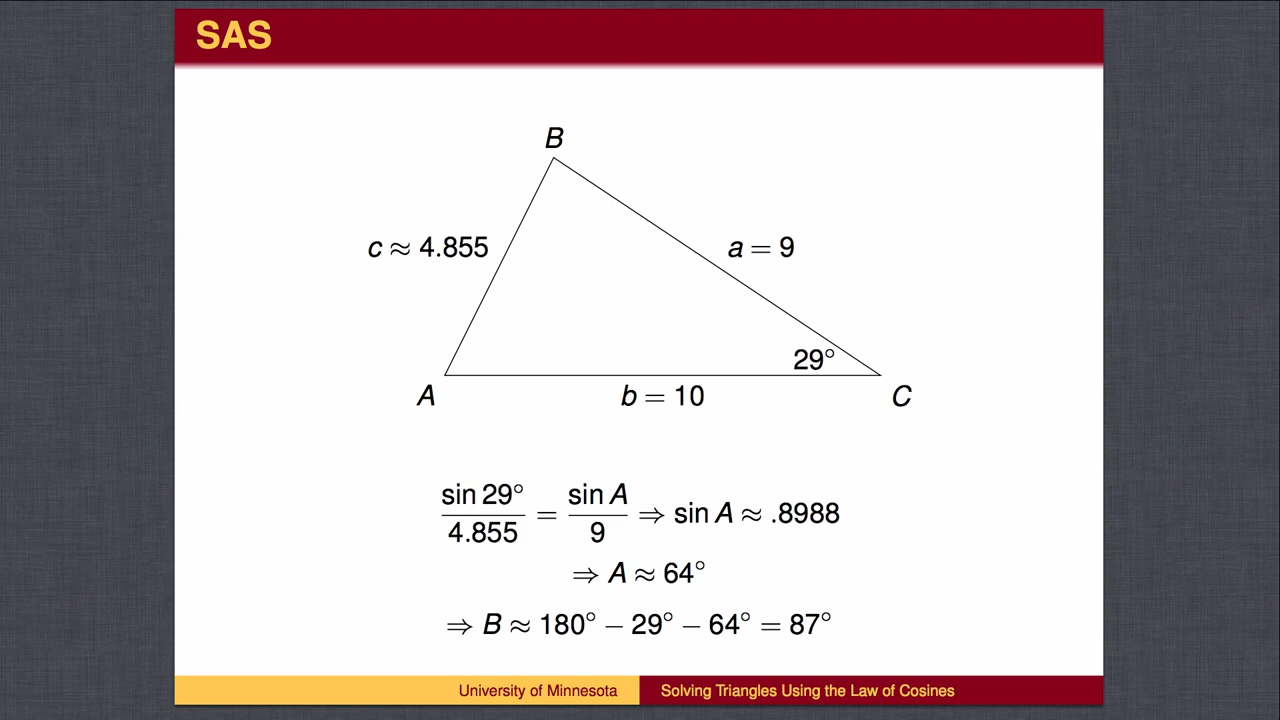 SAS
B
c ≈ 4.855
a = 9
29°
A
b = 10
C
sin 29° / 4.855 = sin A / 9 ⇒ sin A ≈ .8988
⇒ A ≈ 64°
⇒ B ≈ 180° − 29° − 64° = 87°
University of Minnesota
Solving Triangles Using the Law of Cosines